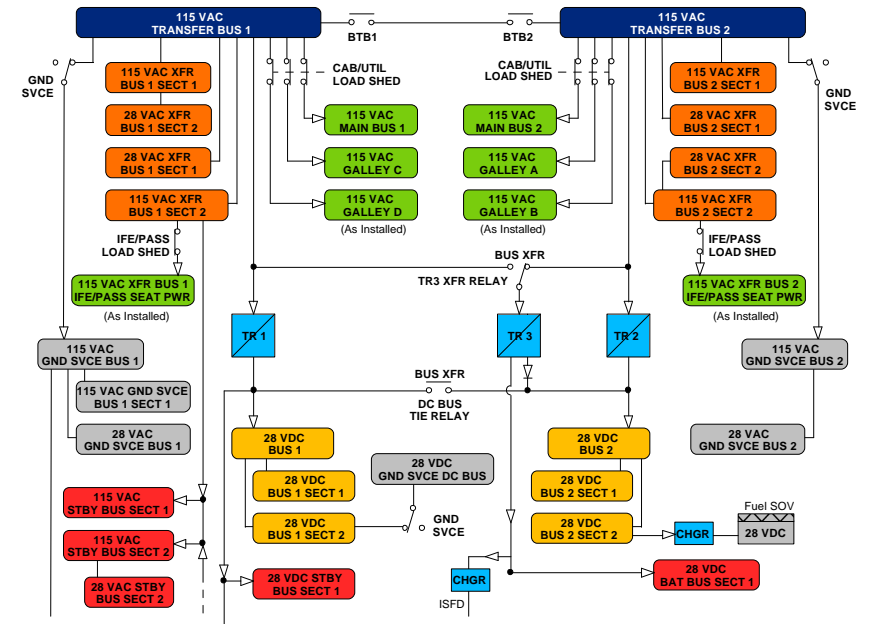 115 VAC
TRANSFER BUS 1
115 VAC
TRANSFER BUS 2
BTB1
BTB2
GND
SVCE
115 VAC XFR
BUS 1 SECT 1
CAB/UTIL
LOAD SHED
CAB/UTIL
LOAD SHED
115 VAC XFR
BUS 2 SECT 1
GND
SVCE
28 VAC XFR
BUS 1 SECT 2
115 VAC
MAIN BUS 1
115 VAC
MAIN BUS 2
28 VAC XFR
BUS 2 SECT 1
28 VAC XFR
BUS 1 SECT 1
115 VAC
GALLEY C
115 VAC
GALLEY A
28 VAC XFR
BUS 2 SECT 2
115 VAC XFR
BUS 1 SECT 2
115 VAC
GALLEY D
(As Installed)
115 VAC
GALLEY B
(As Installed)
115 VAC XFR
BUS 2 SECT 2
IFE/PASS
LOAD SHED
BUS XFR
TR3 XFR RELAY
IFE/PASS
LOAD SHED
115 VAC XFR BUS 1
IFE/PASS SEAT PWR
(As Installed)
115 VAC XFR BUS 2
IFE/PASS SEAT PWR
(As Installed)
TR 1
TR 3
TR 2
115 VAC
GND SVCE BUS 1
115 VAC
GND SVCE BUS 2
BUS XFR
DC BUS
TIE RELAY
115 VAC GND SVCE
BUS 1 SECT 1
28 VAC
GND SVCE BUS 1
28 VDC
BUS 1
28 VDC
BUS 2
28 VAC
GND SVCE BUS 2
28 VDC
GND SVCE DC BUS
28 VDC
BUS 1 SECT 1
28 VDC
BUS 2 SECT 1
115 VAC
STBY BUS SECT 1
28 VDC
BUS 1 SECT 2
GND
SVCE
28 VDC
BUS 2 SECT 2
CHGR
Fuel SOV
28 VDC
115 VAC
STBY BUS SECT 2
28 VAC STBY
BUS SECT 2
28 VDC STBY
BUS SECT 1
CHGR
ISFD
28 VDC
BAT BUS SECT 1